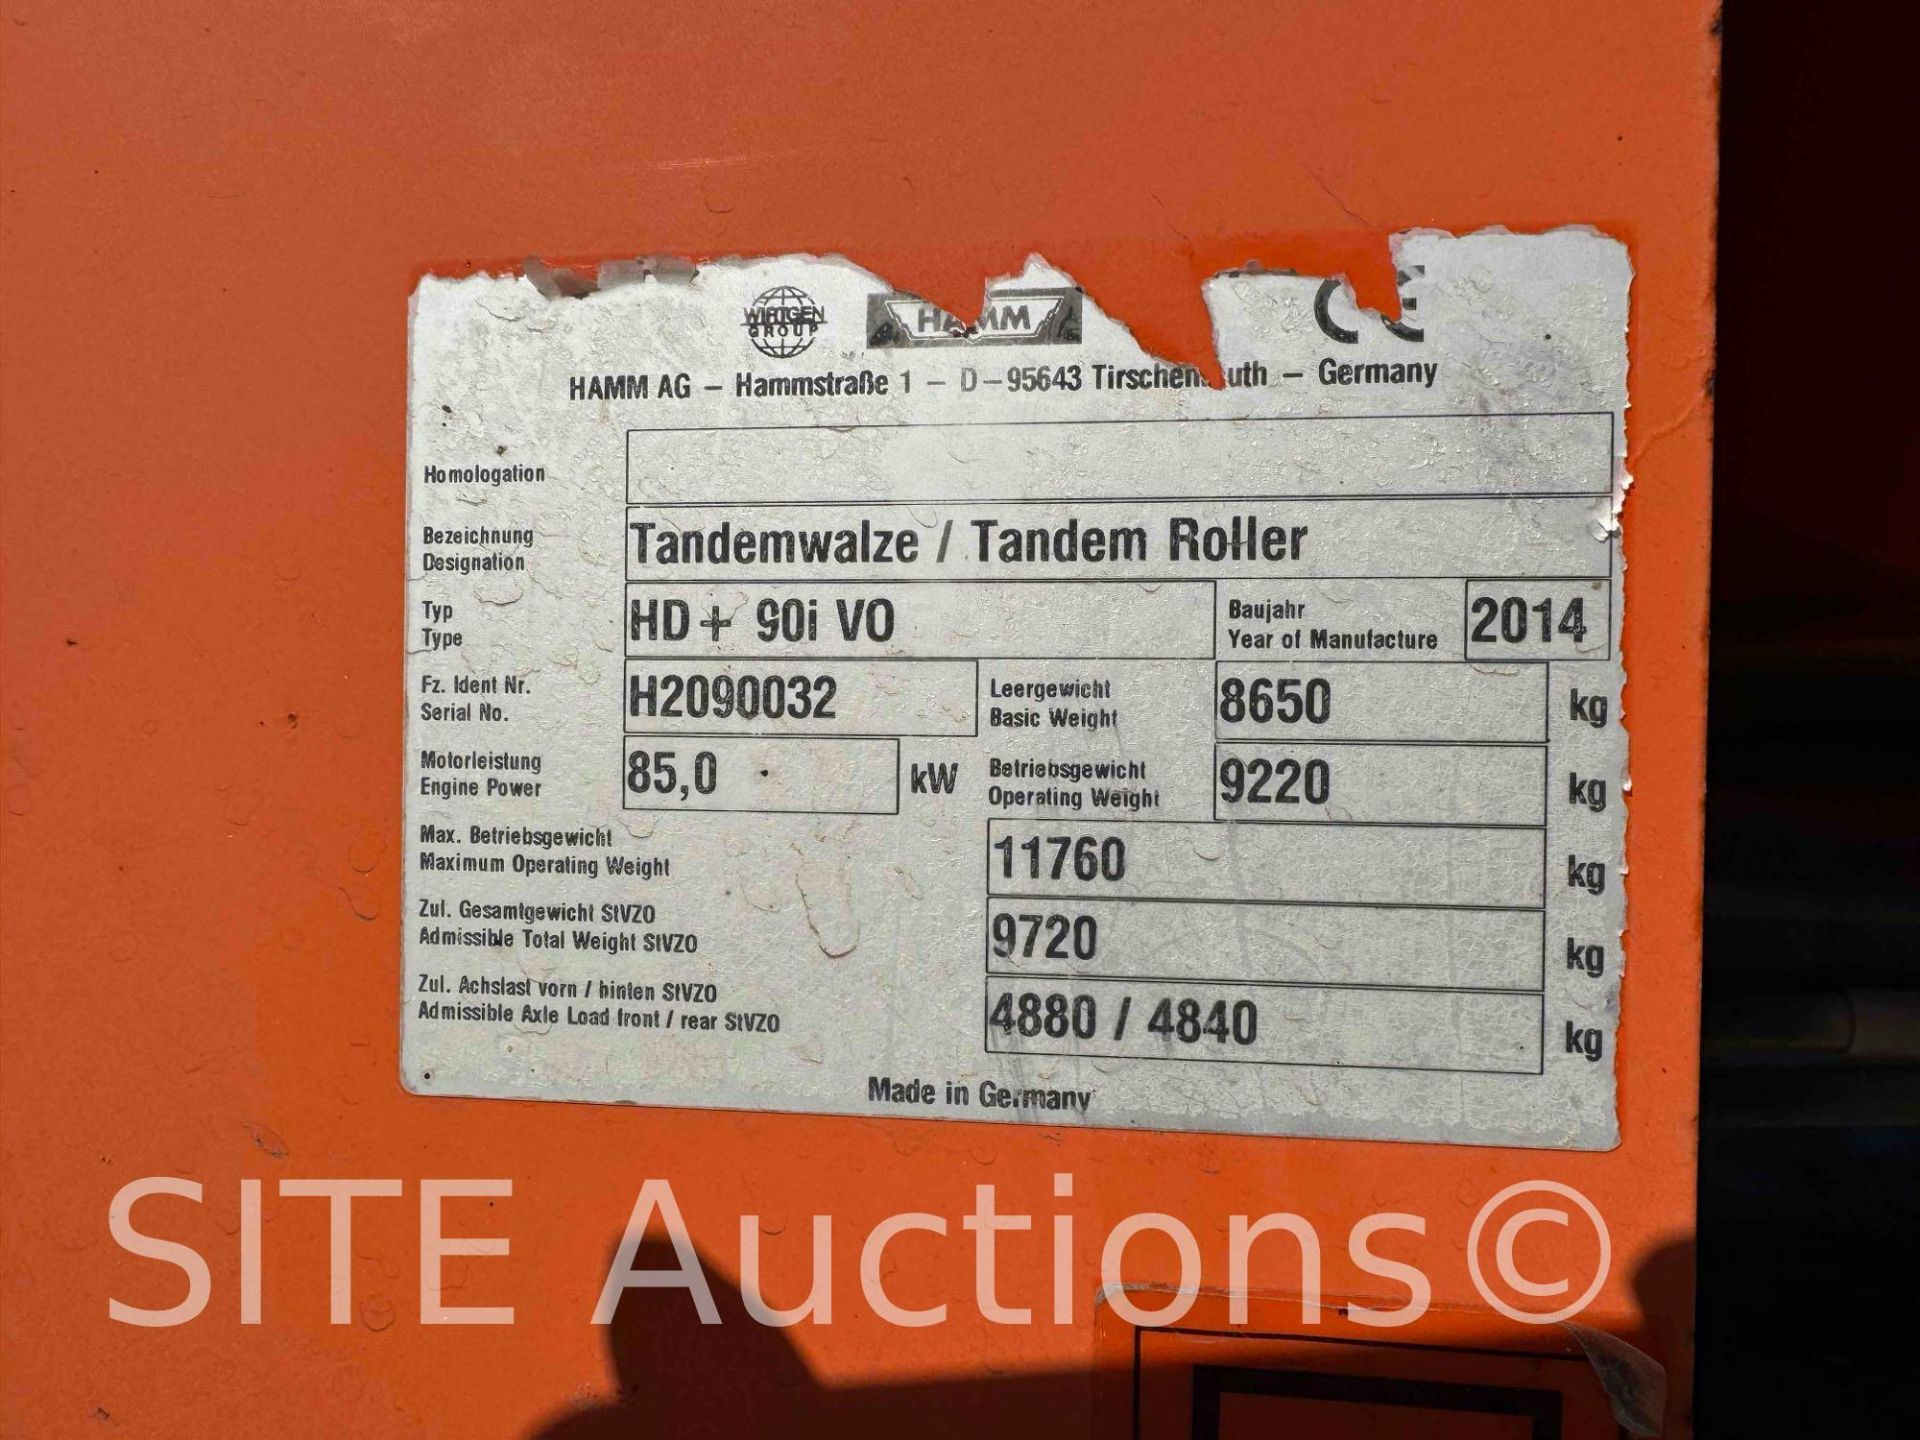 WIRTGEN
GROUP
HAMM
CE
HAMM AG – Hammstraße 1 – D–95643 – Germany
Homologation
Bezeichnung
Designation
Tandemwalze / Tandem Roller
Typ
Type
HD+ 90i VO
Baujahr
Year of Manufacture
2014
Fz. Ident Nr.
Serial No.
H2090032
Leergewicht
Basic Weight
8650 kg
Motorleistung
Engine Power
85,0 kW
Betriebsgewicht
Operating Weight
9220 kg
Max. Betriebsgewicht
Maximum Operating Weight
11760 kg
Zul. Gesamtgewicht StVZO
Admissible Total Weight StVZO
9720 kg
Zul. Achslast vorn / hinten StVZO
Admissible Axle Load front / rear StVZO
4880 / 4840 kg
Made in Germany
SITE Auctions©